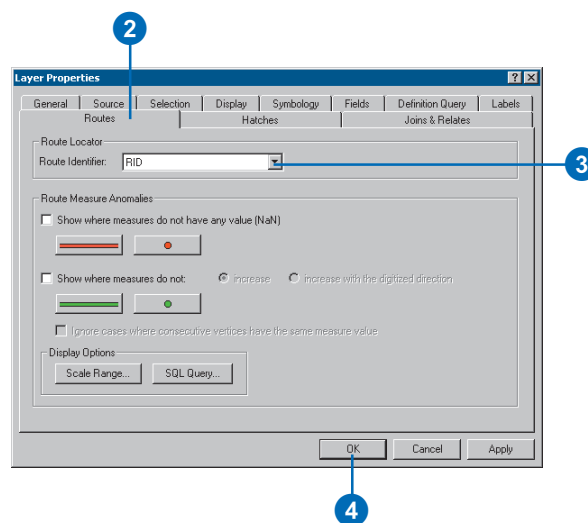 2
Layer Properties
General Source Selection Display Symbology Fields Definition Query Labels
Routes Hatches Joins & Relates
Route Locator
Route Identifier: RID
3
Route Measure Anomalies
Show where measures do not have any value (NaN)
Show where measures do not: increase increase with the digitized direction
Ignore cases where consecutive vertices have the same measure value
Display Options
Scale Range... SQL Query...
OK Cancel Apply
4